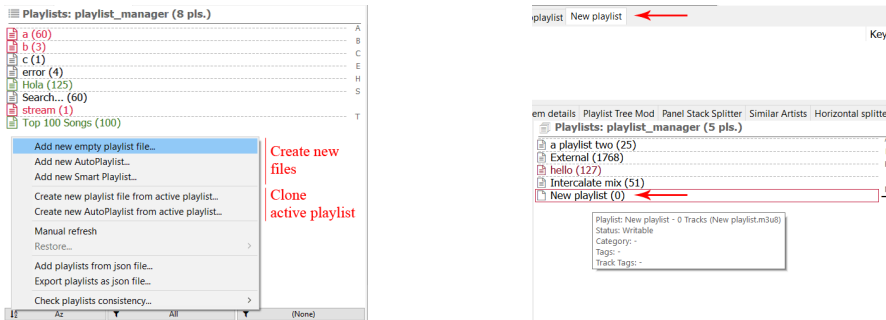 Playlists: playlist_manager (8 pls.)
a (60)
b (3)
c (1)
error (4)
Hola (125)
Search... (60)
stream (1)
Top 100 Songs (100)
A
B
C
E
H
S
T
Add new empty playlist file...
Add new AutoPlaylist...
Add new Smart Playlist...
Create new playlist file from active playlist...
Create new AutoPlaylist from active playlist...
Manual refresh
Restore...
Add playlists from json file...
Export playlists as json file...
Check playlists consistency...
Create new
files
Clone
active playlist
Az
All
(None)
playlist New playlist
Key
em details Playlist Tree Mod Panel Stack Splitter Similar Artists Horizontal splitte
Playlists: playlist_manager (5 pls.)
a playlist two (25)
External (1768)
hello (127)
Intercalate mix (51)
New playlist (0)
Playlist: New playlist - 0 Tracks (New playlist.m3u8)
Status: Writable
Category: -
Tags: -
Track Tags: -